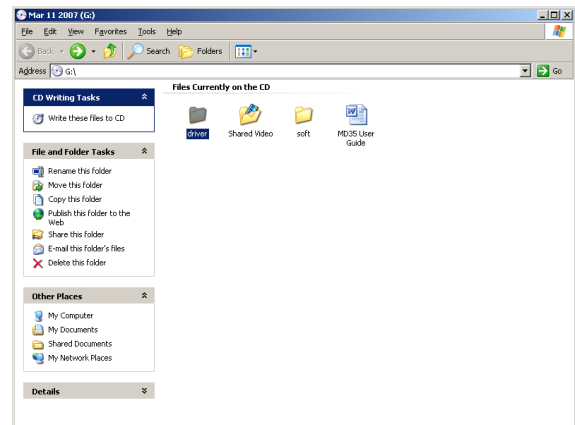 Mar 11 2007 (G:)
File Edit View Favorites Tools Help
Back Search Folders
Address G:\ Go
Files Currently on the CD
CD Writing Tasks
Write these files to CD
driver Shared Video soft MD35 User
Guide
File and Folder Tasks
Rename this folder
Move this folder
Copy this folder
Publish this folder to the
Web
Share this folder
E-mail this folder's files
Delete this folder
Other Places
My Computer
My Documents
Shared Documents
My Network Places
Details